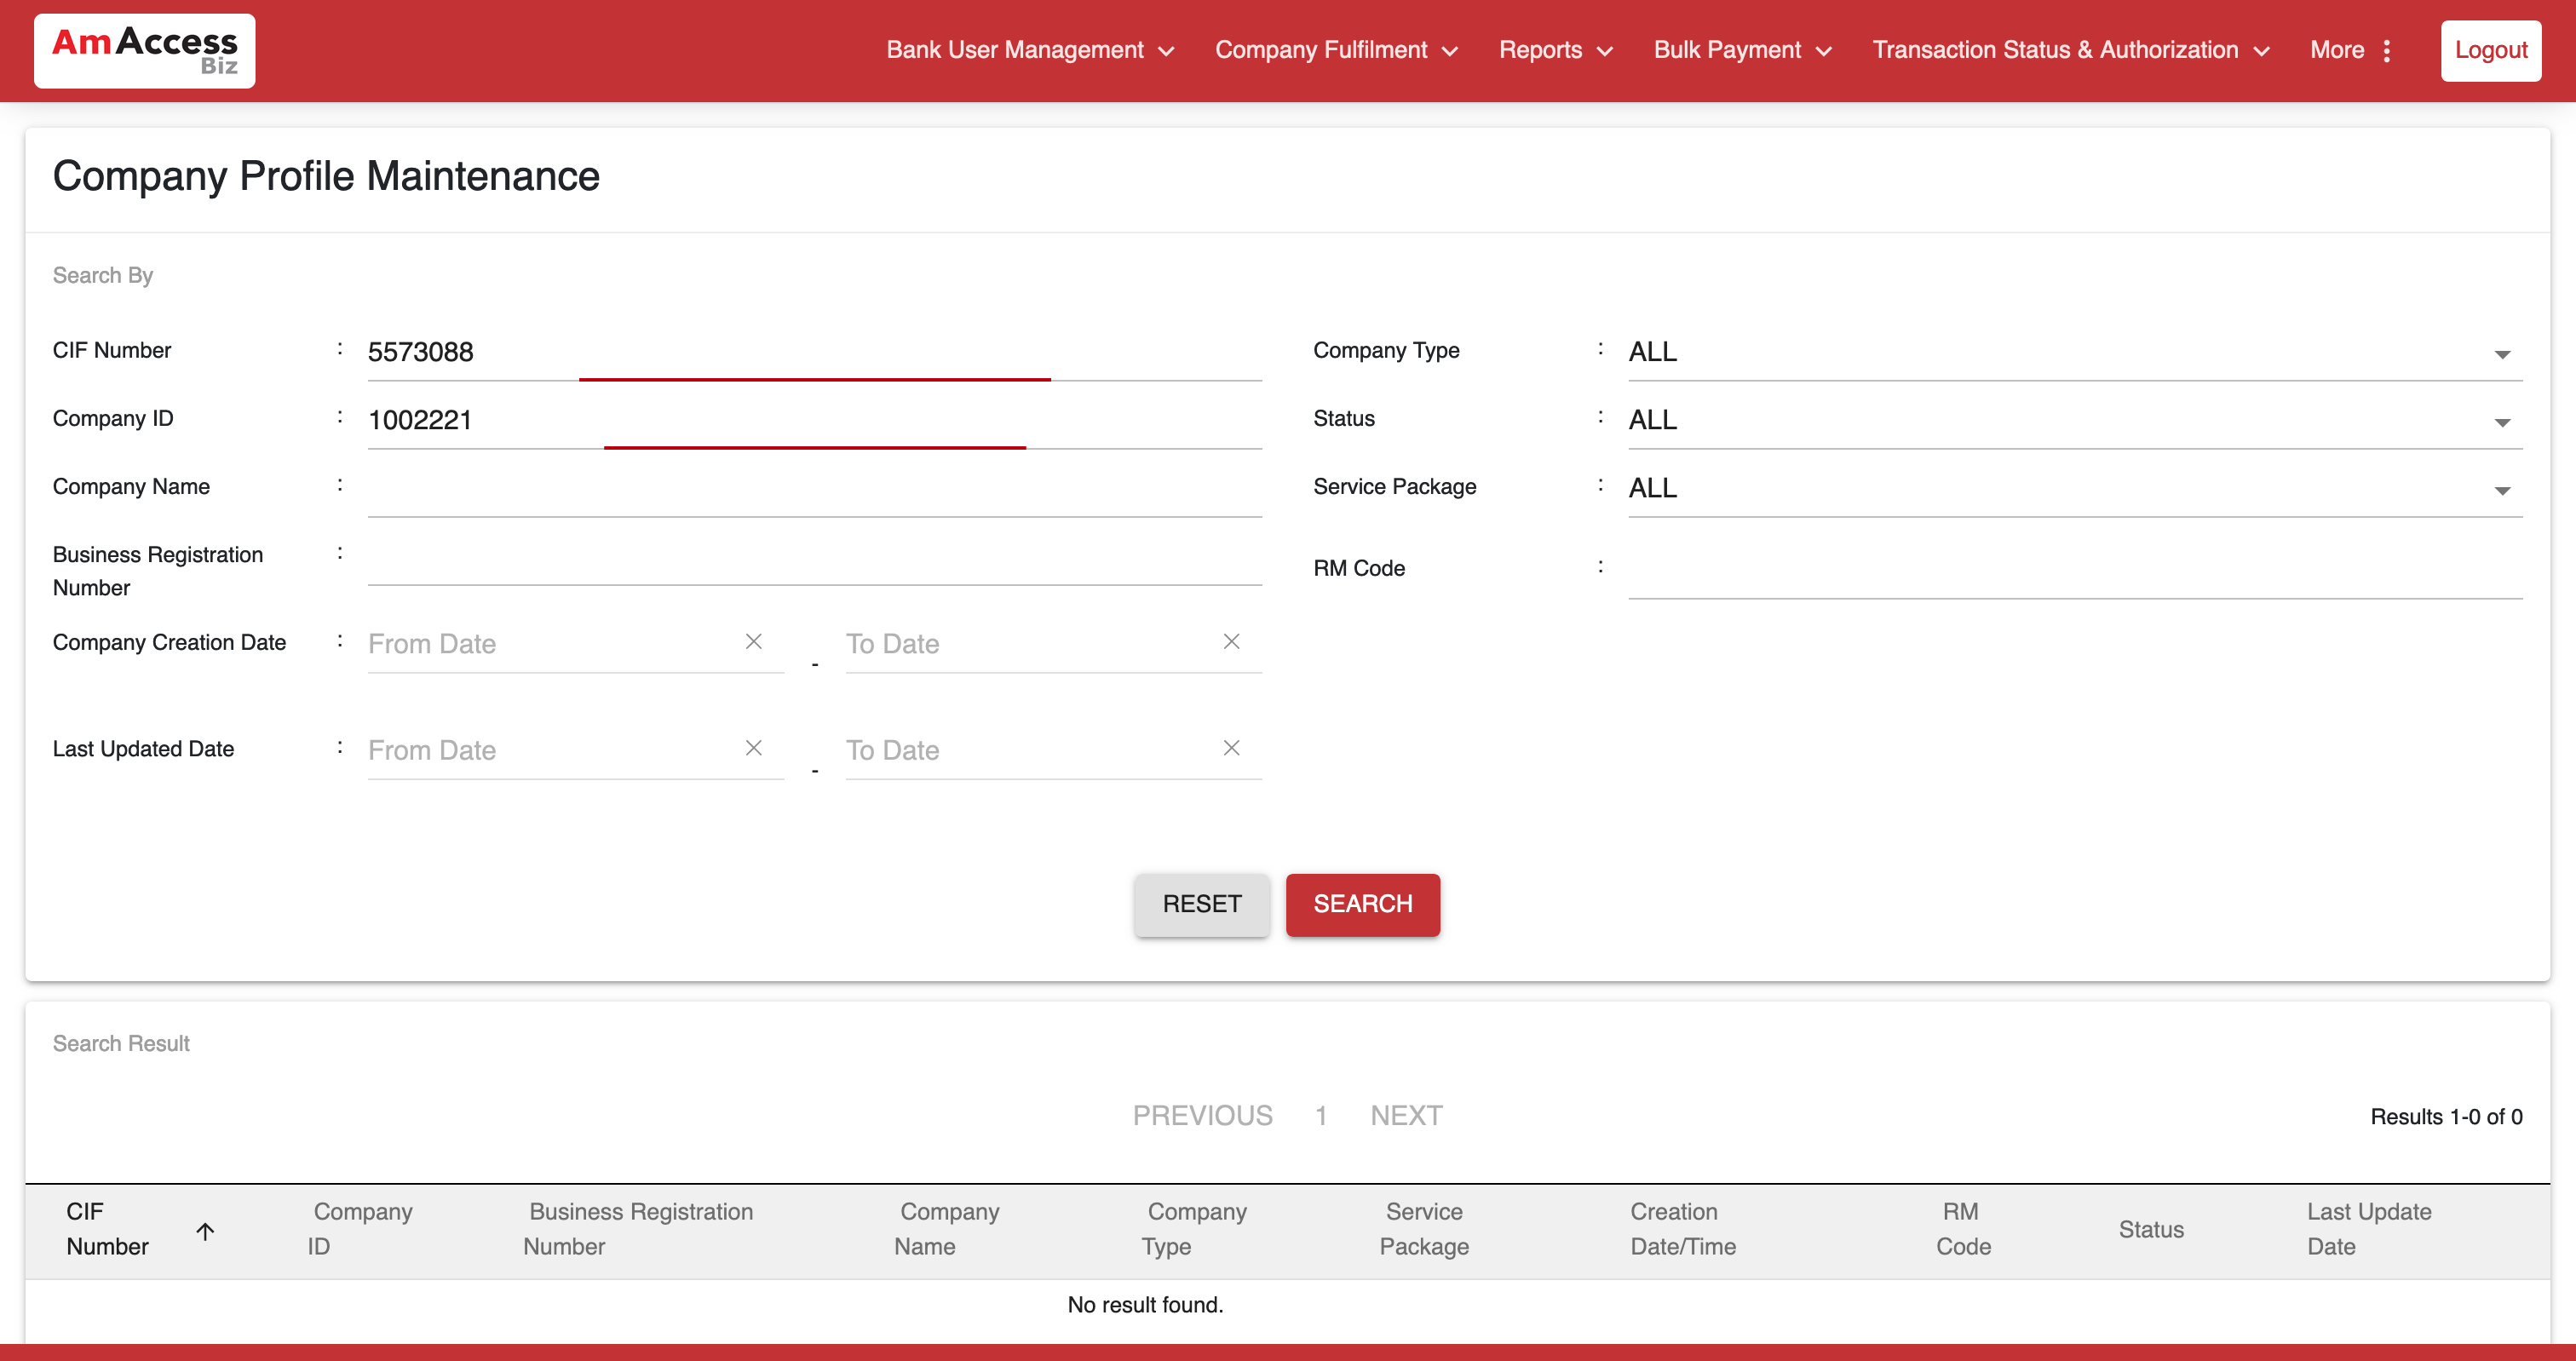 AmAccess
Biz
Bank User Management
Company Fulfilment
Reports
Bulk Payment
Transaction Status & Authorization
More
Logout
Company Profile Maintenance
Search By
CIF Number : 5573088
Company Type : ALL
Company ID : 1002221
Status : ALL
Company Name :
Service Package : ALL
Business Registration
Number :
RM Code :
Company Creation Date : From Date - To Date
Last Updated Date : From Date - To Date
RESET
SEARCH
Search Result
PREVIOUS 1 NEXT
Results 1-0 of 0
CIF
Number
Company
ID
Business Registration
Number
Company
Name
Company
Type
Service
Package
Creation
Date/Time
RM
Code
Status
Last Update
Date
No result found.